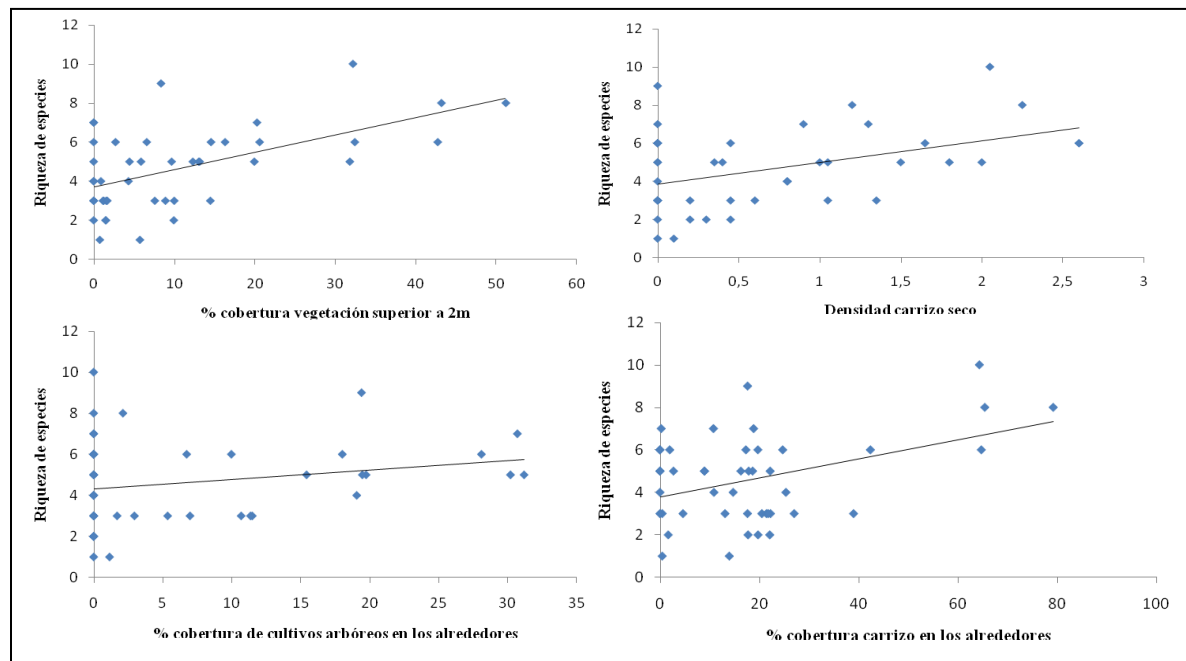 12
10
8
6
4
2
0
Riqueza de especies
0 10 20 30 40 50 60
% cobertura vegetación superior a 2m
12
10
8
6
4
2
0
Riqueza de especies
0 0,5 1 1,5 2 2,5 3
Densidad carrizo seco
12
10
8
6
4
2
0
Riqueza de especies
0 5 10 15 20 25 30 35
% cobertura de cultivos arbóreos en los alrededores
12
10
8
6
4
2
0
Riqueza de especies
0 20 40 60 80 100
% cobertura carrizo en los alrededores